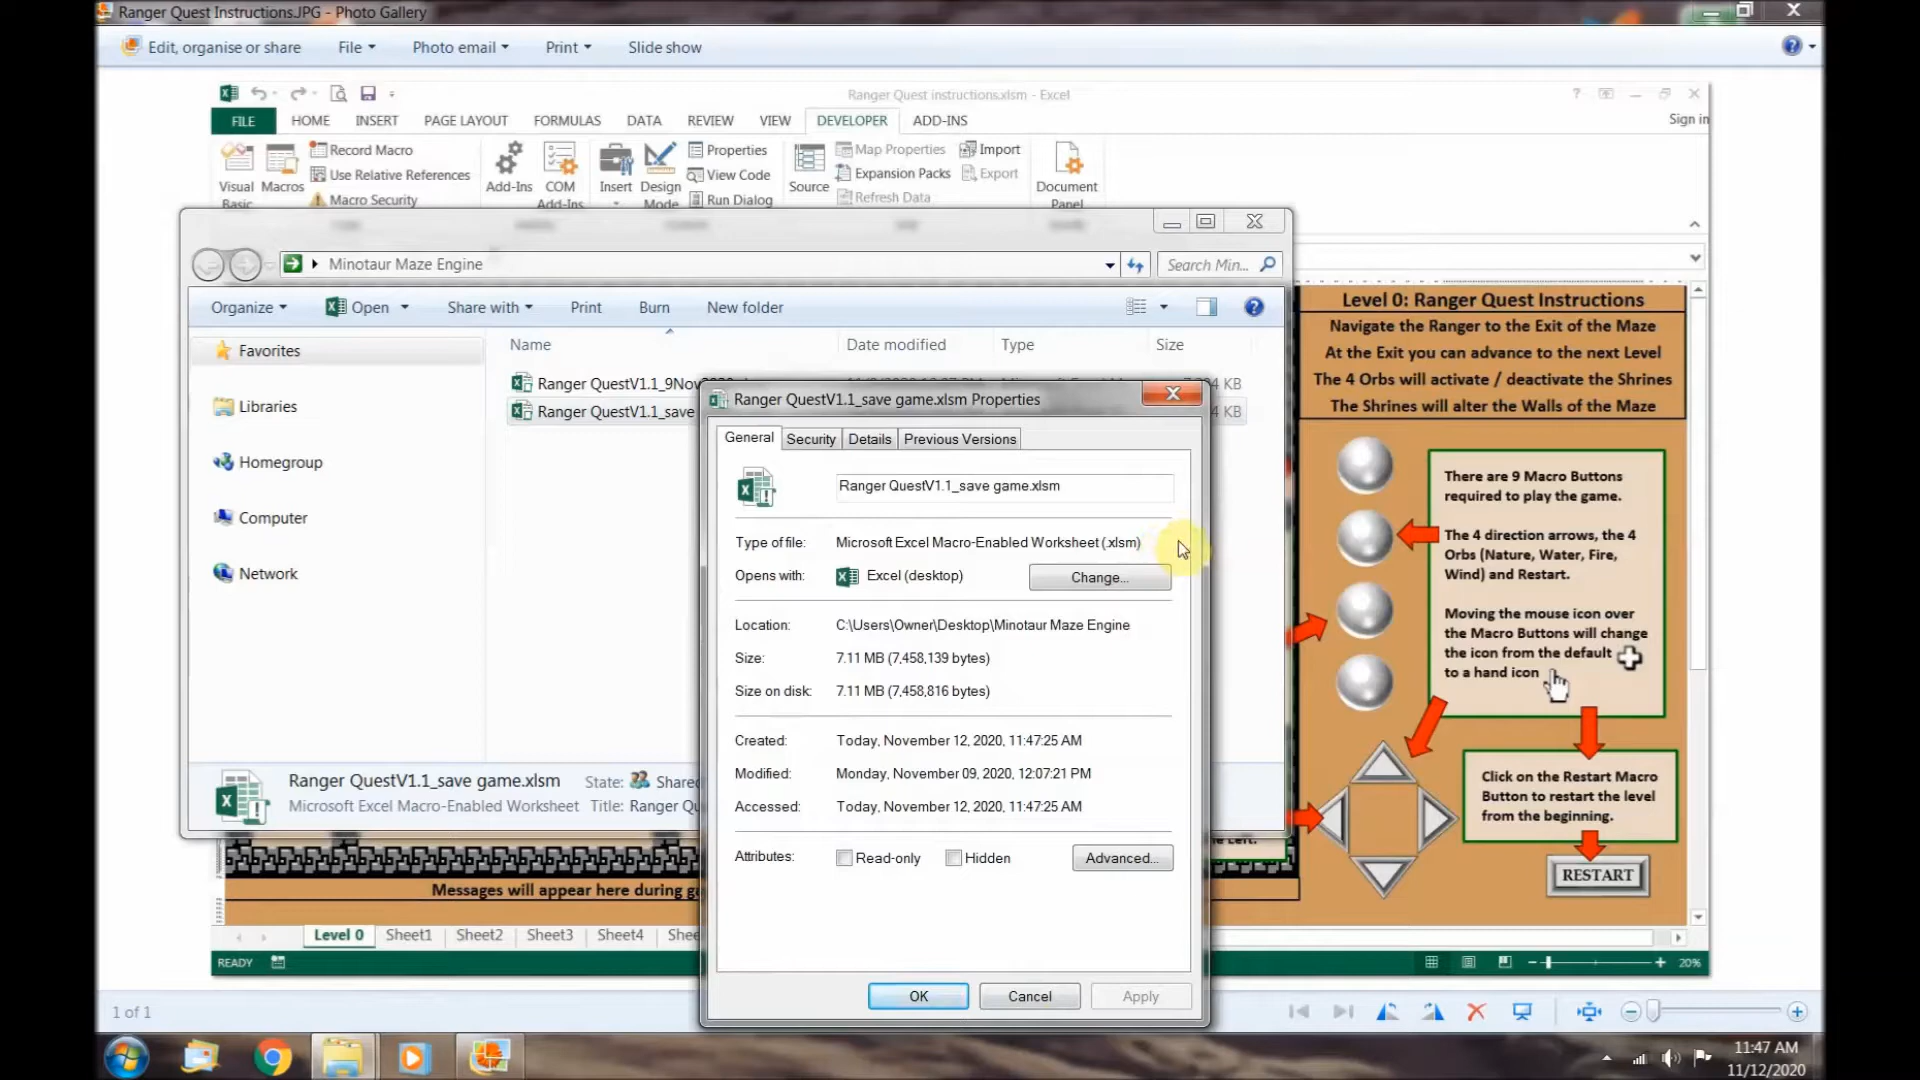 Ranger Quest Instructions.JPG - Photo Gallery
Edit, organise or share File Photo email Print Slide show
Ranger Quest instructions.xlsm - Excel
FILE HOME INSERT PAGE LAYOUT FORMULAS DATA REVIEW VIEW DEVELOPER ADD-INS Sign in
Visual Basic
Macros
Record Macro
Use Relative References
Macro Security
Add-Ins
COM Add-Ins
Insert
Design Mode
Properties
View Code
Run Dialog
Source
Map Properties
Expansion Packs
Refresh Data
Import
Export
Document Panel
Minotaur Maze Engine
Search Min...
Organize Open Share with Print Burn New folder
Name Date modified Type Size
Favorites
Libraries
Homegroup
Computer
Network
Ranger QuestV1.1_9Nov
KB
Ranger QuestV1.1_save
KB
Ranger QuestV1.1_save game.xlsm State: Shared
Microsoft Excel Macro-Enabled Worksheet Title: Ranger Qu
Ranger QuestV1.1_save game.xlsm Properties
General Security Details Previous Versions
Ranger QuestV1.1_save game.xlsm
Type of file: Microsoft Excel Macro-Enabled Worksheet (.xlsm)
Opens with: Excel (desktop) Change...
Location: C:\Users\Owner\Desktop\Minotaur Maze Engine
Size: 7.11 MB (7,458,139 bytes)
Size on disk: 7.11 MB (7,458,816 bytes)
Created: Today, November 12, 2020, 11:47:25 AM
Modified: Monday, November 09, 2020, 12:07:21 PM
Accessed: Today, November 12, 2020, 11:47:25 AM
Attributes: Read-only Hidden Advanced...
OK Cancel Apply
Level 0: Ranger Quest Instructions
Navigate the Ranger to the Exit of the Maze
At the Exit you can advance to the next Level
The 4 Orbs will activate / deactivate the Shrines
The Shrines will alter the Walls of the Maze
There are 9 Macro Buttons
required to play the game.
The 4 direction arrows, the 4
Orbs (Nature, Water, Fire,
Wind) and Restart.
Moving the mouse icon over
the Macro Buttons will change
the icon from the default
to a hand icon
Click on the Restart Macro
Button to restart the level
from the beginning.
RESTART
Left.
Messages will appear here during ga
Level 0 Sheet1 Sheet2 Sheet3 Sheet4 Shee
READY
20%
1 of 1
11:47 AM
11/12/2020